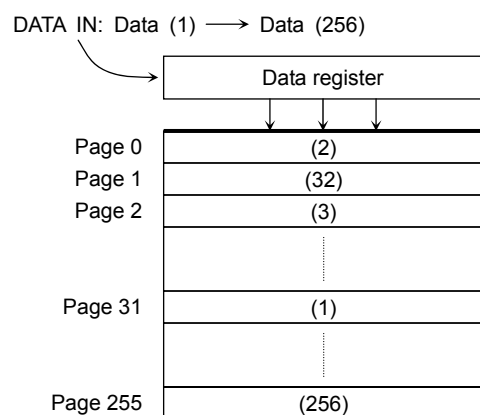 DATA IN: Data (1) Data (256)
Data register
Page 0 (2)
Page 1 (32)
Page 2 (3)
Page 31 (1)
Page 255 (256)